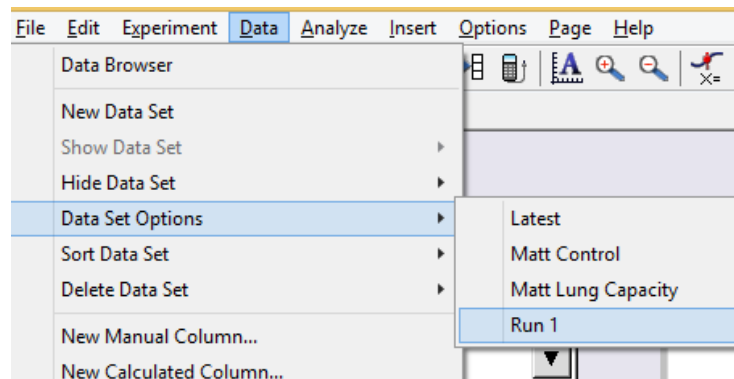 File Edit Experiment Data Analyze Insert Options Page Help
Data Browser
New Data Set
Show Data Set
Hide Data Set
Data Set Options
Sort Data Set
Delete Data Set
New Manual Column...
New Calculated Column...
Latest
Matt Control
Matt Lung Capacity
Run 1
A
X=